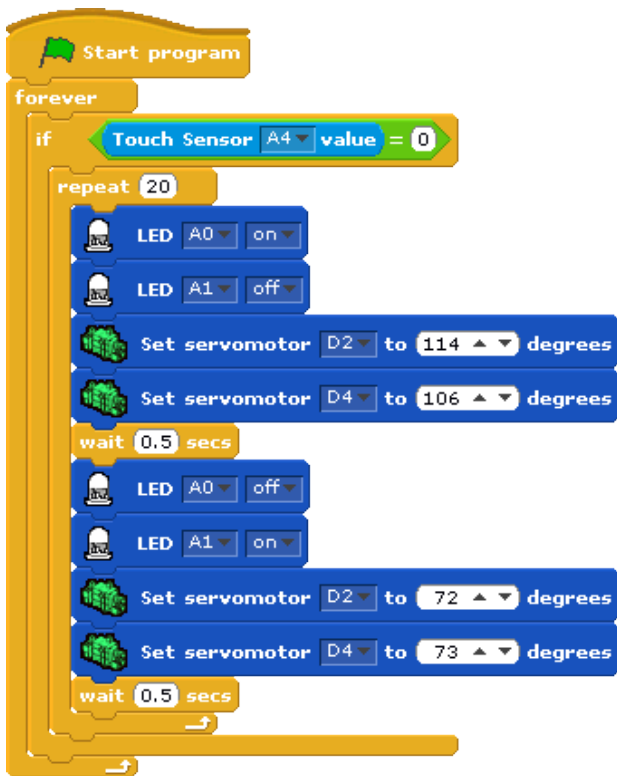 Start program
forever
if Touch Sensor A4 value = 0
repeat 20
LED A0 on
LED A1 off
Set servomotor D2 to 114 degrees
Set servomotor D4 to 106 degrees
wait 0.5 secs
LED A0 off
LED A1 on
Set servomotor D2 to 72 degrees
Set servomotor D4 to 73 degrees
wait 0.5 secs